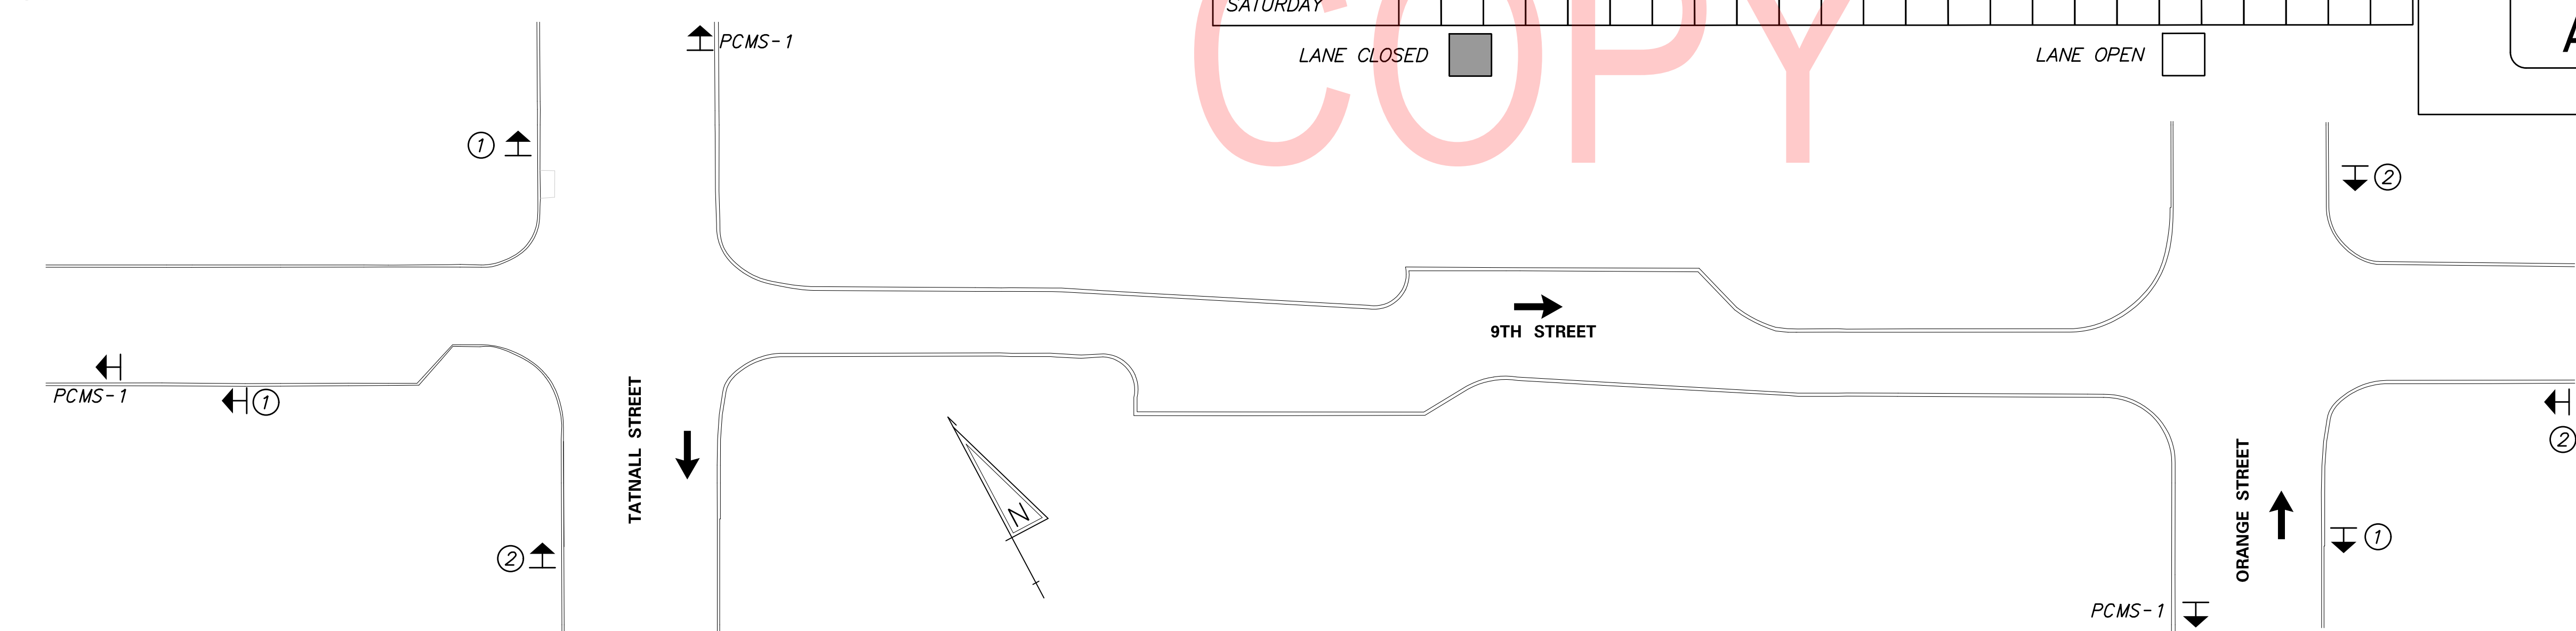 SATURDAY
COPY
LANE CLOSED
LANE OPEN
PCMS-1
1
2
9TH STREET
PCMS-1
1
TATNALL STREET
N
2
ORANGE STREET
1
2
PCMS-1